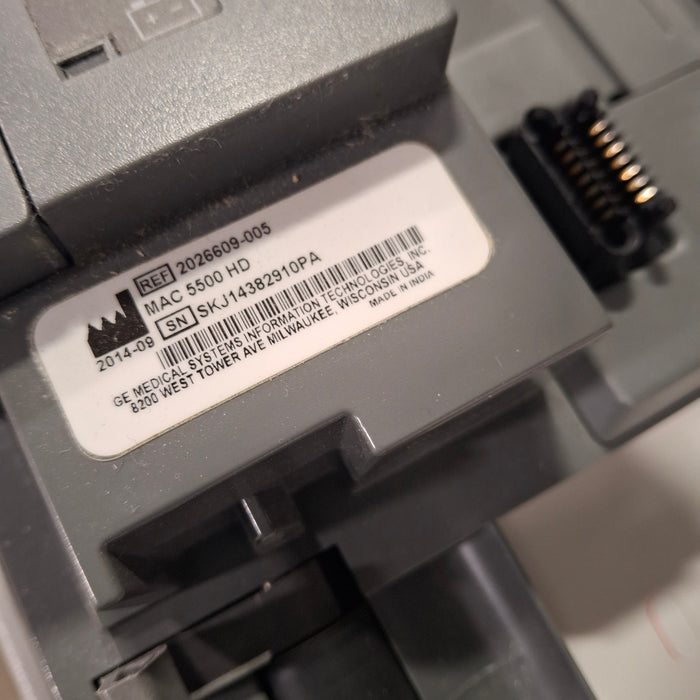 REF 2026609-005
MAC 5500 HD
SN SKJ14382910PA
2014-09
GE MEDICAL SYSTEMS INFORMATION TECHNOLOGIES, INC.
8200 WEST TOWER AVE MILWAUKEE, WISCONSIN USA
MADE IN INDIA